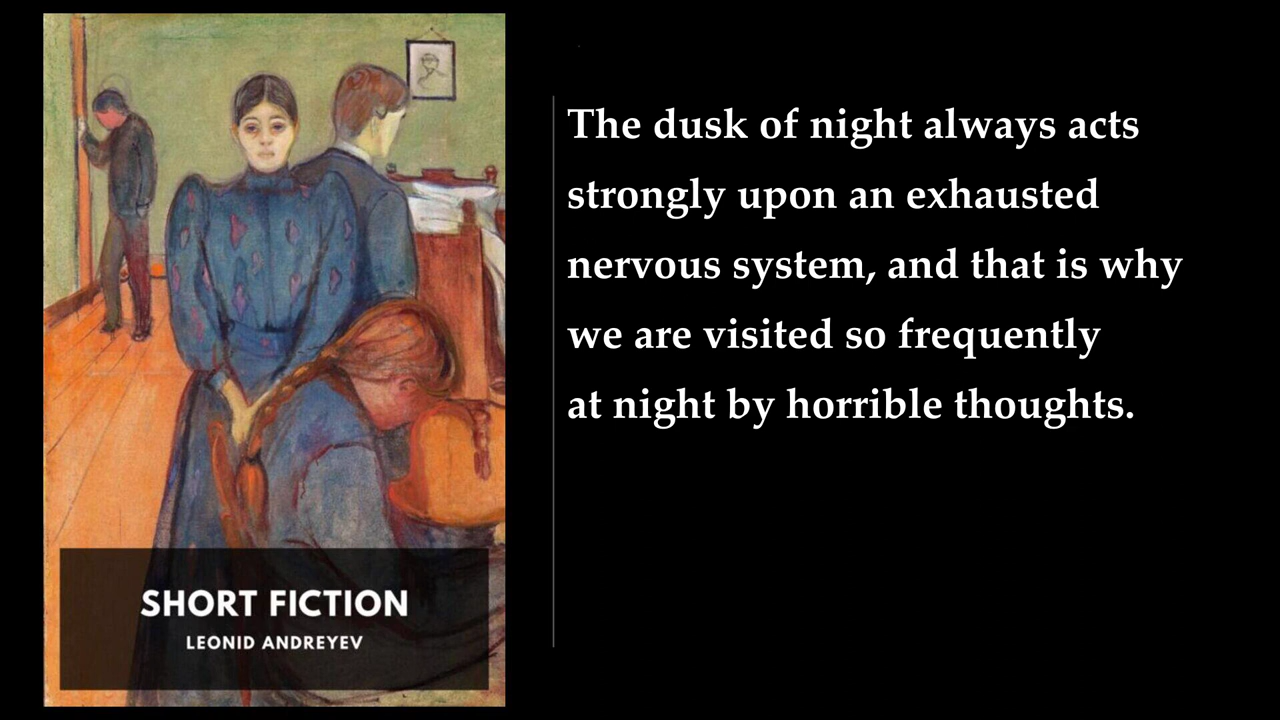 The dusk of night always acts
strongly upon an exhausted
nervous system, and that is why
we are visited so frequently
at night by horrible thoughts.
SHORT FICTION
LEONID ANDREYEV